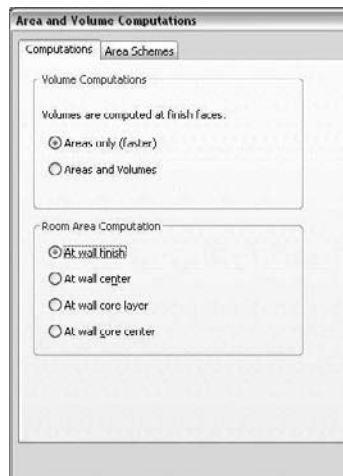 Area and Volume Computations
Computations Area Schemes
Volume Computations
Volumes are computed at finish faces.
Areas only (faster)
Areas and Volumes
Room Area Computation
At wall finish
At wall center
At wall core layer
At wall core center